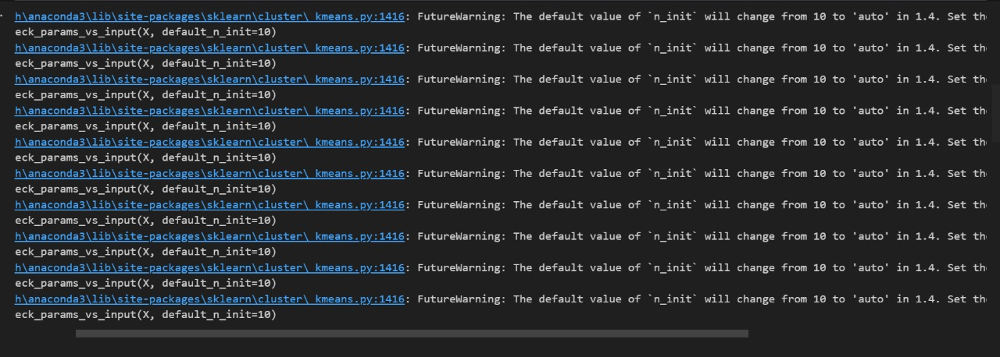 h\anaconda3\lib\site-packages\sklearn\cluster\_kmeans.py:1416: FutureWarning: The default value of `n_init` will change from 10 to 'auto' in 1.4. Set
eck_params_vs_input(X, default_n_init=10)
h\anaconda3\lib\site-packages\sklearn\cluster\_kmeans.py:1416: FutureWarning: The default value of `n_init` will change from 10 to 'auto' in 1.4. Set
eck_params_vs_input(X, default_n_init=10)
h\anaconda3\lib\site-packages\sklearn\cluster\_kmeans.py:1416: FutureWarning: The default value of `n_init` will change from 10 to 'auto' in 1.4. Set
eck_params_vs_input(X, default_n_init=10)
h\anaconda3\lib\site-packages\sklearn\cluster\_kmeans.py:1416: FutureWarning: The default value of `n_init` will change from 10 to 'auto' in 1.4. Set
eck_params_vs_input(X, default_n_init=10)
h\anaconda3\lib\site-packages\sklearn\cluster\_kmeans.py:1416: FutureWarning: The default value of `n_init` will change from 10 to 'auto' in 1.4. Set
eck_params_vs_input(X, default_n_init=10)
h\anaconda3\lib\site-packages\sklearn\cluster\_kmeans.py:1416: FutureWarning: The default value of `n_init` will change from 10 to 'auto' in 1.4. Set
eck_params_vs_input(X, default_n_init=10)
h\anaconda3\lib\site-packages\sklearn\cluster\_kmeans.py:1416: FutureWarning: The default value of `n_init` will change from 10 to 'auto' in 1.4. Set
eck_params_vs_input(X, default_n_init=10)
h\anaconda3\lib\site-packages\sklearn\cluster\_kmeans.py:1416: FutureWarning: The default value of `n_init` will change from 10 to 'auto' in 1.4. Set
eck_params_vs_input(X, default_n_init=10)
h\anaconda3\lib\site-packages\sklearn\cluster\_kmeans.py:1416: FutureWarning: The default value of `n_init` will change from 10 to 'auto' in 1.4. Set
eck_params_vs_input(X, default_n_init=10)
h\anaconda3\lib\site-packages\sklearn\cluster\_kmeans.py:1416: FutureWarning: The default value of `n_init` will change from 10 to 'auto' in 1.4. Set
eck_params_vs_input(X, default_n_init=10)